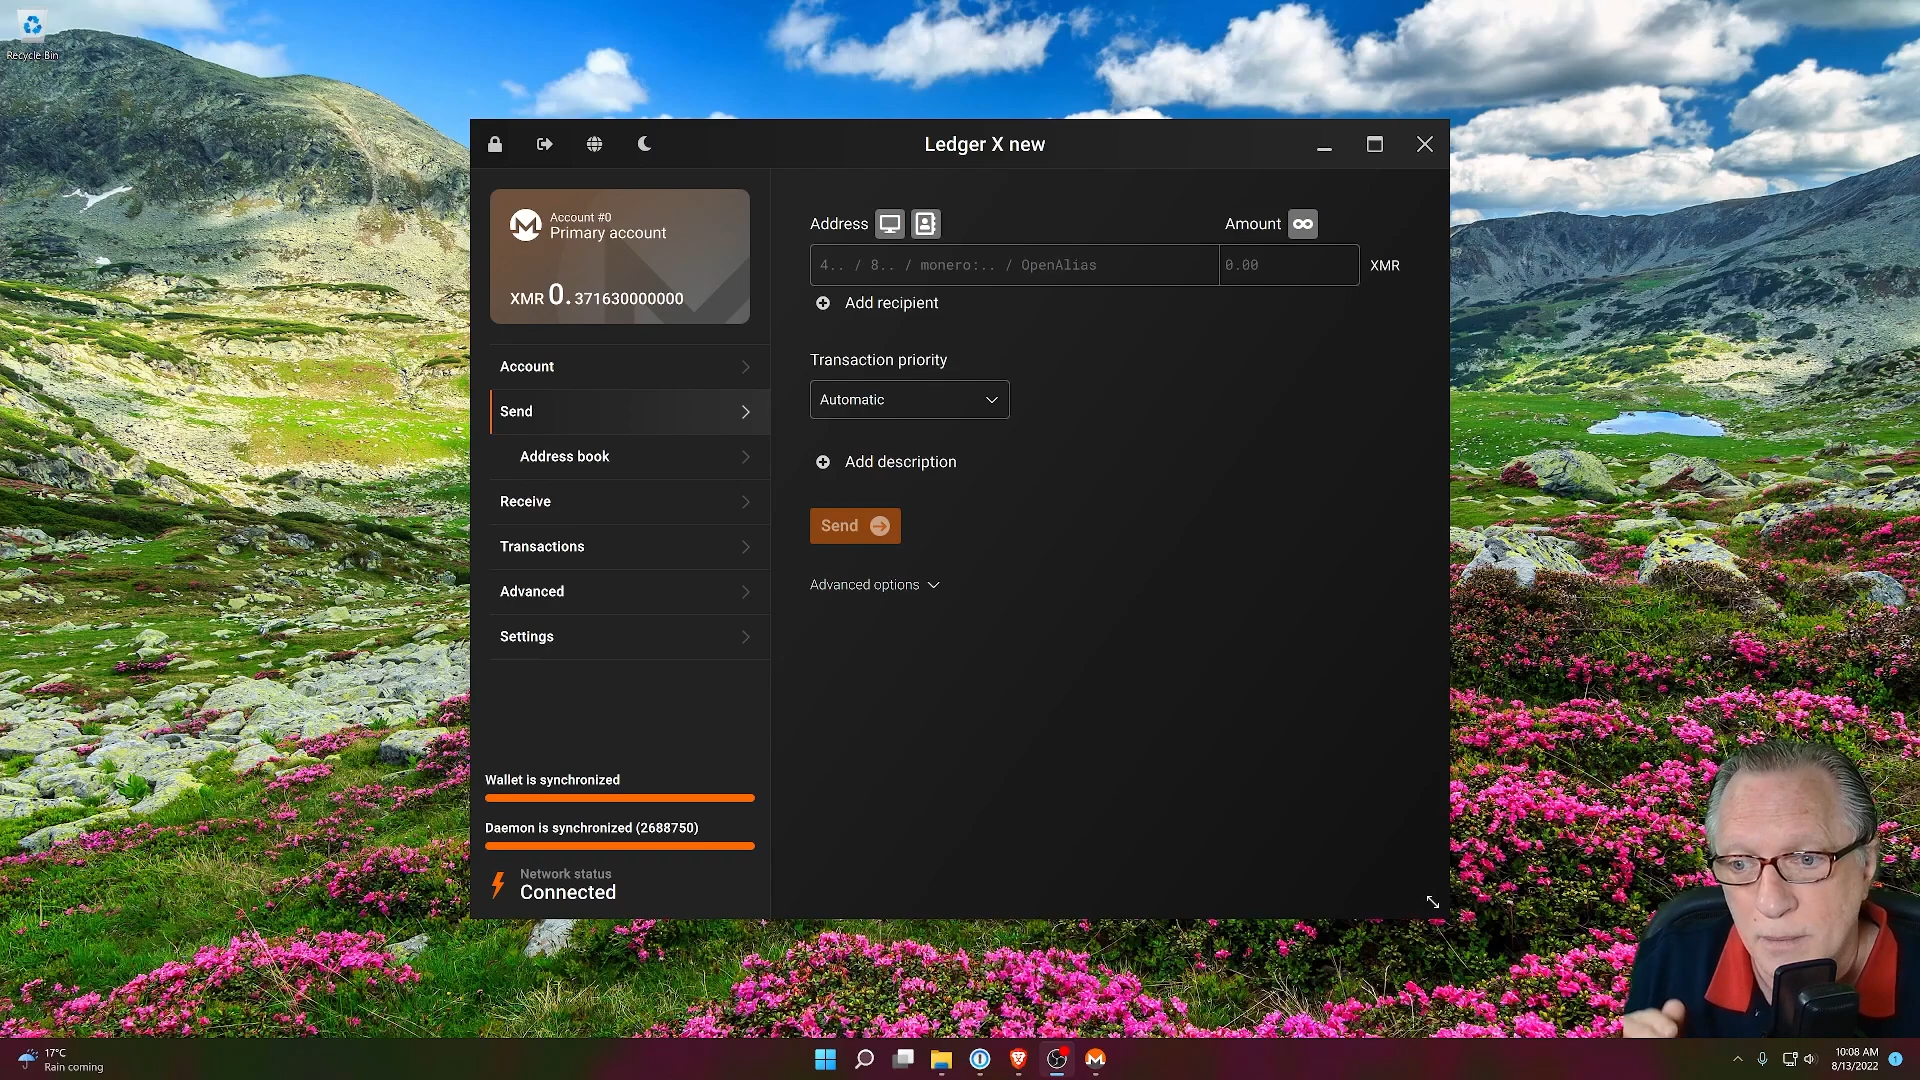 Recycle Bin
Ledger X new
Account #0
Primary account
XMR 0.371630000000
Account
Send
Address book
Receive
Transactions
Advanced
Settings
Wallet is synchronized
Daemon is synchronized (2688750)
Network status
Connected
Address
Amount
4.. / 8.. / monero:.. / OpenAlias
0.00
XMR
Add recipient
Transaction priority
Automatic
Add description
Send
Advanced options
17°C
Rain coming
10:08 AM
8/13/2022
1